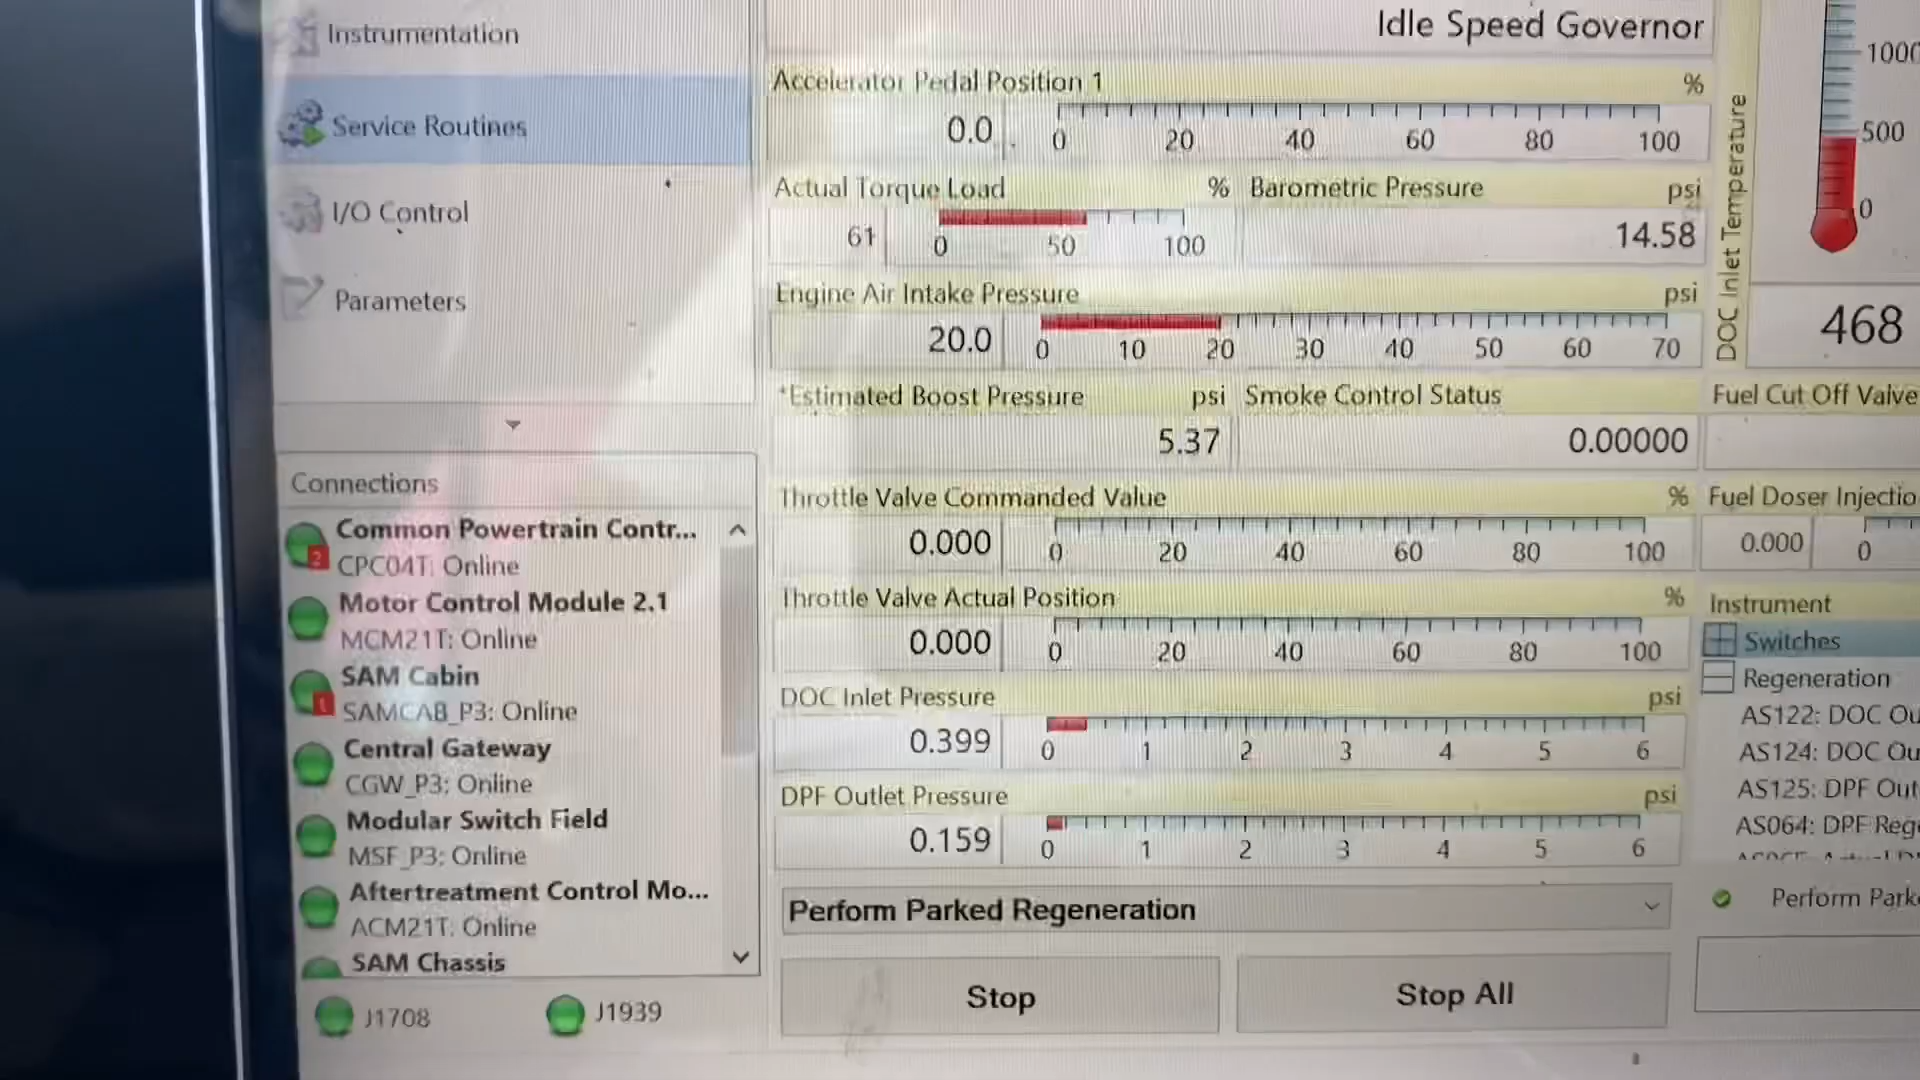 Instrumentation
Service Routines
I/O Control
Parameters
Connections
Common Powertrain Contr...
CPC04T: Online
2
Motor Control Module 2.1
MCM21T: Online
SAM Cabin
SAMCAB_P3: Online
1
Central Gateway
CGW_P3: Online
Modular Switch Field
MSF_P3: Online
Aftertreatment Control Mo...
ACM21T: Online
SAM Chassis
J1708
J1939
Idle Speed Governor
Accelerator Pedal Position 1 %
0.0
0 20 40 60 80 100
Actual Torque Load %
61
0 50 100
Barometric Pressure psi
14.58
Engine Air Intake Pressure psi
20.0
0 10 20 30 40 50 60 70
*Estimated Boost Pressure psi
5.37
Smoke Control Status
0.00000
Throttle Valve Commanded Value %
0.000
0 20 40 60 80 100
Throttle Valve Actual Position %
0.000
0 20 40 60 80 100
DOC Inlet Pressure psi
0.399
0 1 2 3 4 5 6
DPF Outlet Pressure psi
0.159
0 1 2 3 4 5 6
Perform Parked Regeneration
Stop
Stop All
DOC Inlet Temperature
1000
500
0
468
Fuel Cut Off Valve
Fuel Doser Injectio
0.000
0
Instrument
Switches
Regeneration
AS122: DOC Ou
AS124: DOC Ou
AS125: DPF Out
AS064: DPF Reg
Perform Park